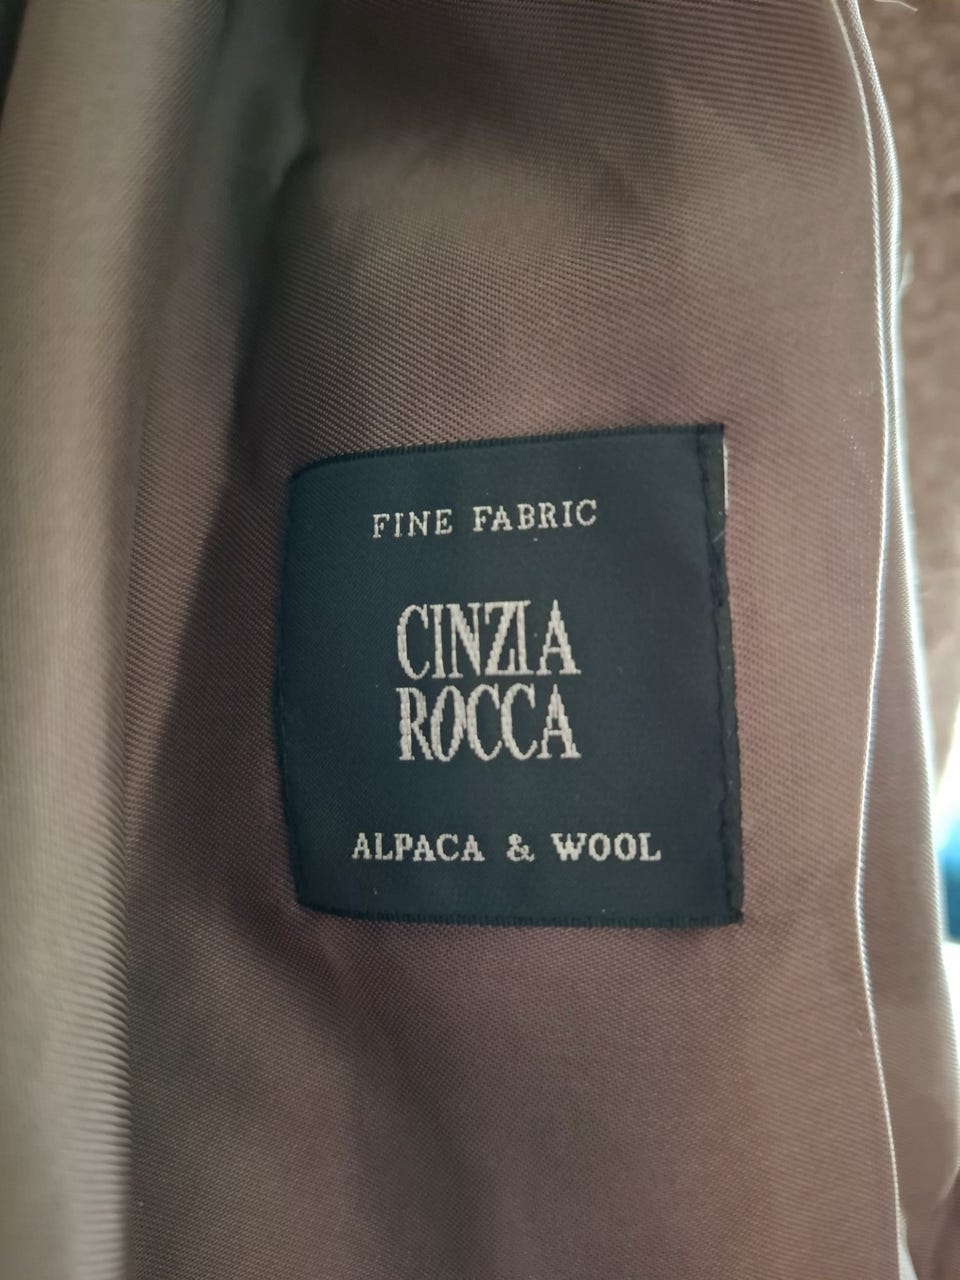 FINE FABRIC
CINZIA
ROCCA
ALPACA & WOOL